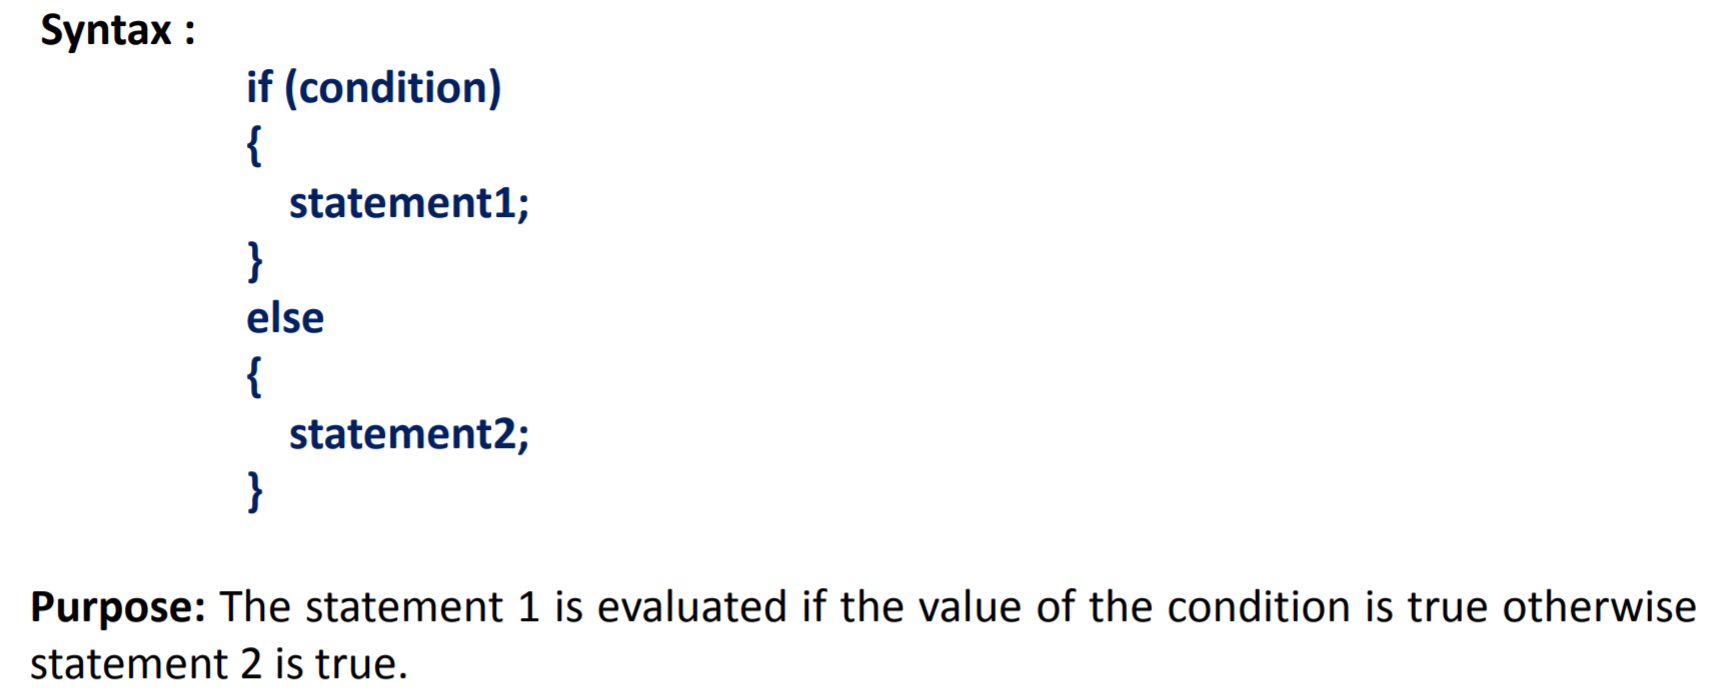 Syntax :
if (condition)
{
statement1;
}
else
{
statement2;
}
Purpose: The statement 1 is evaluated if the value of the condition is true otherwise
statement 2 is true.